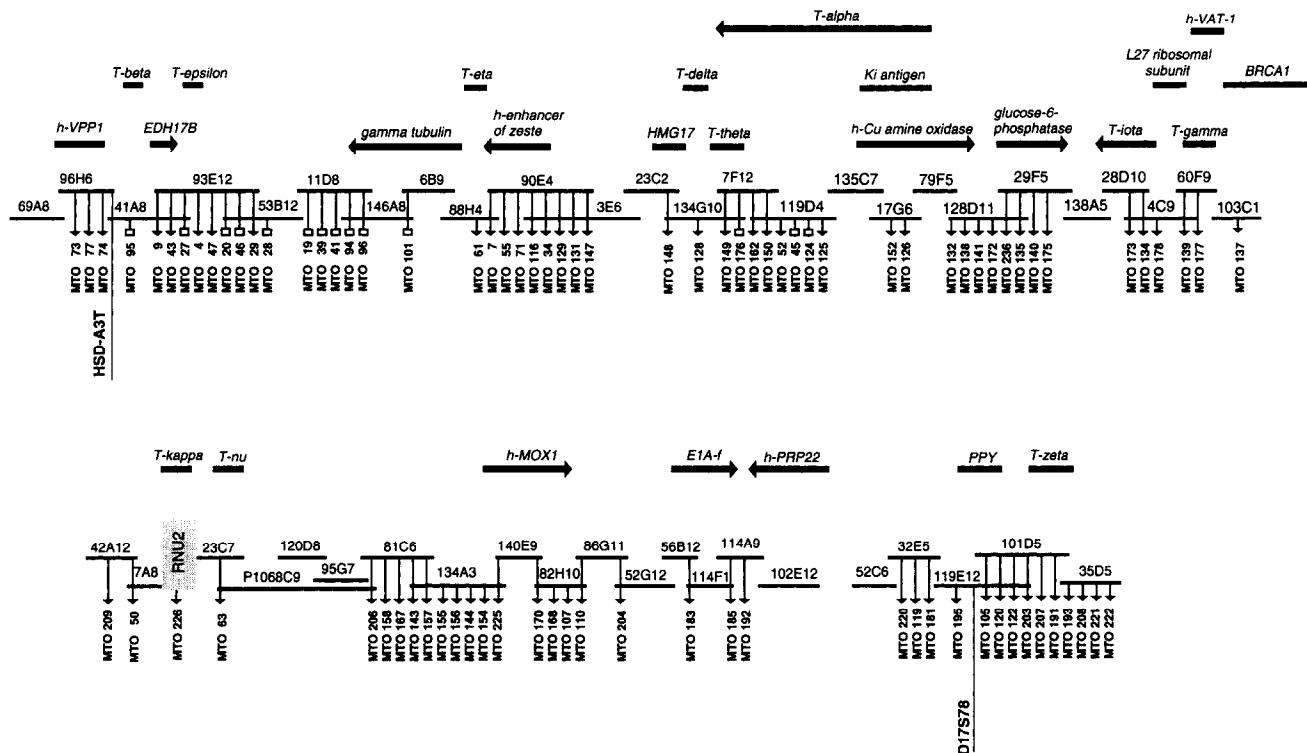 T-alpha
h-VAT-1
T-beta
T-epsilon
T-eta
T-delta
Ki antigen
L27 ribosomal
subunit
BRCA1
h-VPP1
EDH17B
gamma tubulin
h-enhancer
of zeste
HMG17
T-theta
h-Cu amine oxidase
glucose-6-
phosphatase
T-iota
T-gamma
96H6
93E12
11D8
6B9
90E4
23C2
7F12
135C7
79F5
29F5
28D10
60F9
69A8
41A8
53B12
146A8
88H4
3E6
134G10
119D4
17G6
128D11
138A5
4C9
103C1
MTO 73
MTO 77
MTO 74
MTO 95
MTO 9
MTO 43
MTO 27
MTO 4
MTO 47
MTO 20
MTO 46
MTO 29
MTO 28
MTO 19
MTO 39
MTO 41
MTO 94
MTO 96
MTO 101
MTO 61
MTO 7
MTO 55
MTO 71
MTO 116
MTO 34
MTO 129
MTO 131
MTO 147
MTO 148
MTO 128
MTO 149
MTO 176
MTO 162
MTO 150
MTO 52
MTO 45
MTO 124
MTO 125
MTO 152
MTO 126
MTO 132
MTO 138
MTO 141
MTO 172
MTO 236
MTO 135
MTO 140
MTO 175
MTO 173
MTO 134
MTO 178
MTO 139
MTO 177
MTO 137
HSD-A3T
T-kappa
T-nu
h-MOX1
E1A-f
h-PRP22
PPY
T-zeta
42A12
7A8
RNU2
23C7
120D8
P1068C9
95G7
81C6
134A3
140E9
82H10
86G11
52G12
56B12
114F1
114A9
102E12
52C6
32E5
119E12
101D5
35D5
MTO 209
MTO 50
MTO 226
MTO 63
MTO 206
MTO 158
MTO 167
MTO 143
MTO 157
MTO 155
MTO 156
MTO 144
MTO 154
MTO 225
MTO 170
MTO 168
MTO 107
MTO 110
MTO 204
MTO 183
MTO 185
MTO 192
MTO 220
MTO 119
MTO 181
MTO 195
MTO 105
MTO 120
MTO 122
MTO 203
MTO 207
MTO 191
MTO 193
MTO 208
MTO 221
MTO 222
D17S78